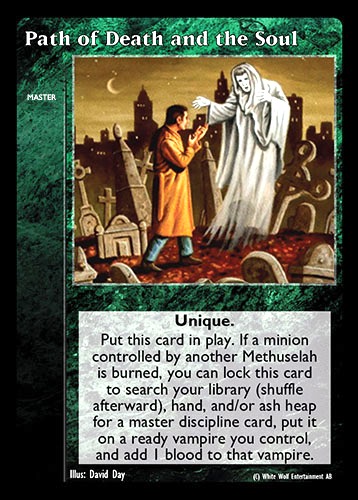 Path of Death and the Soul
MASTER
Unique.
Put this card in play. If a minion
controlled by another Methuselah
is burned, you can lock this card
to search your library (shuffle
afterward), hand, and/or ash heap
for a master discipline card, put it
on a ready vampire you control,
and add 1 blood to that vampire.
Illus: David Day
(C) White Wolf Entertainment AB